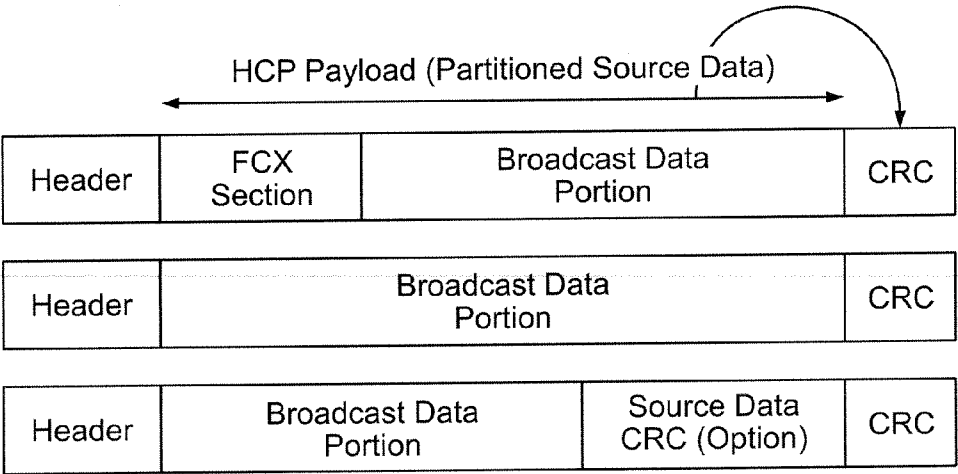 HCP Payload (Partitioned Source Data)
Header
FCX
Section
Broadcast Data
Portion
CRC
Header
Broadcast Data
Portion
CRC
Header
Broadcast Data
Portion
Source Data
CRC (Option)
CRC